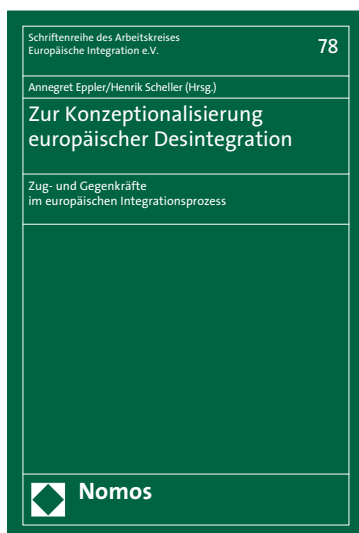 Schriftenreihe des Arbeitskreises
Europäische Integration e.V.
78
Annegret Eppler/Henrik Scheller (Hrsg.)
Zur Konzeptionalisierung
europäischer Desintegration
Zug- und Gegenkräfte
im europäischen Integrationsprozess
Nomos